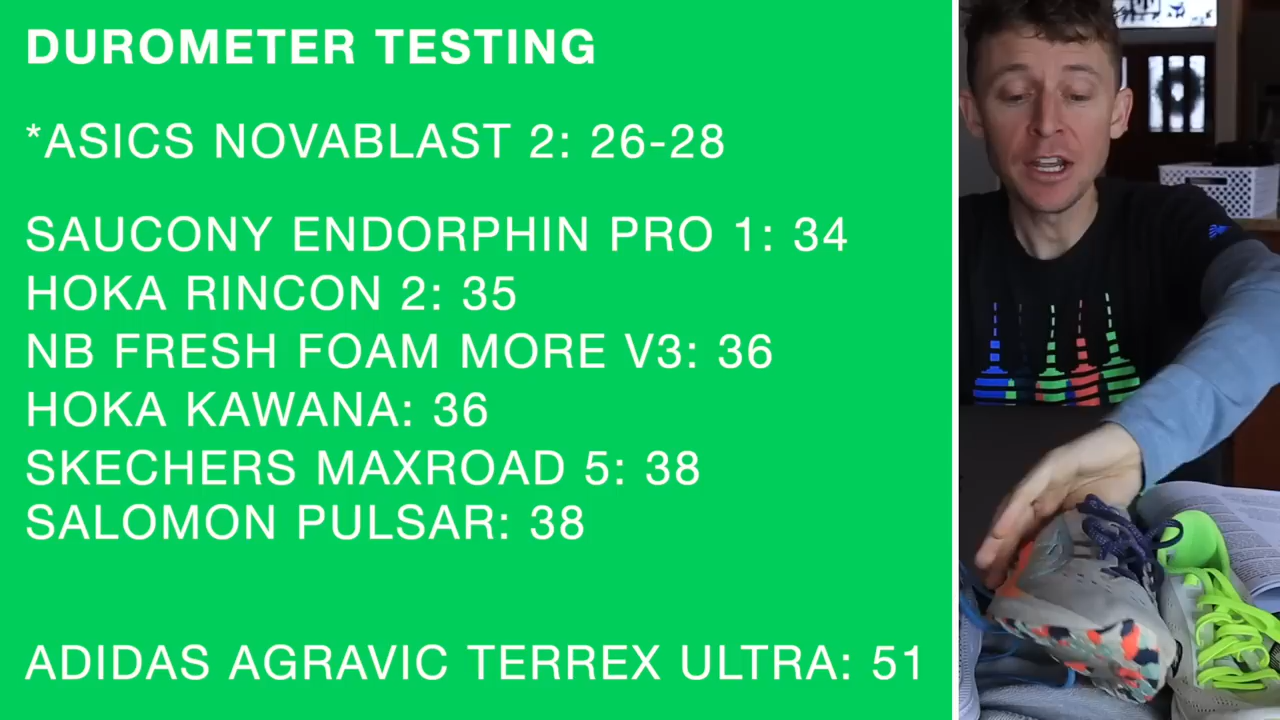 DUROMETER TESTING
*ASICS NOVABLAST 2: 26-28
SAUCONY ENDORPHIN PRO 1: 34
HOKA RINCON 2: 35
NB FRESH FOAM MORE V3: 36
HOKA KAWANA: 36
SKECHERS MAXROAD 5: 38
SALOMON PULSAR: 38
ADIDAS AGRAVIC TERREX ULTRA: 51